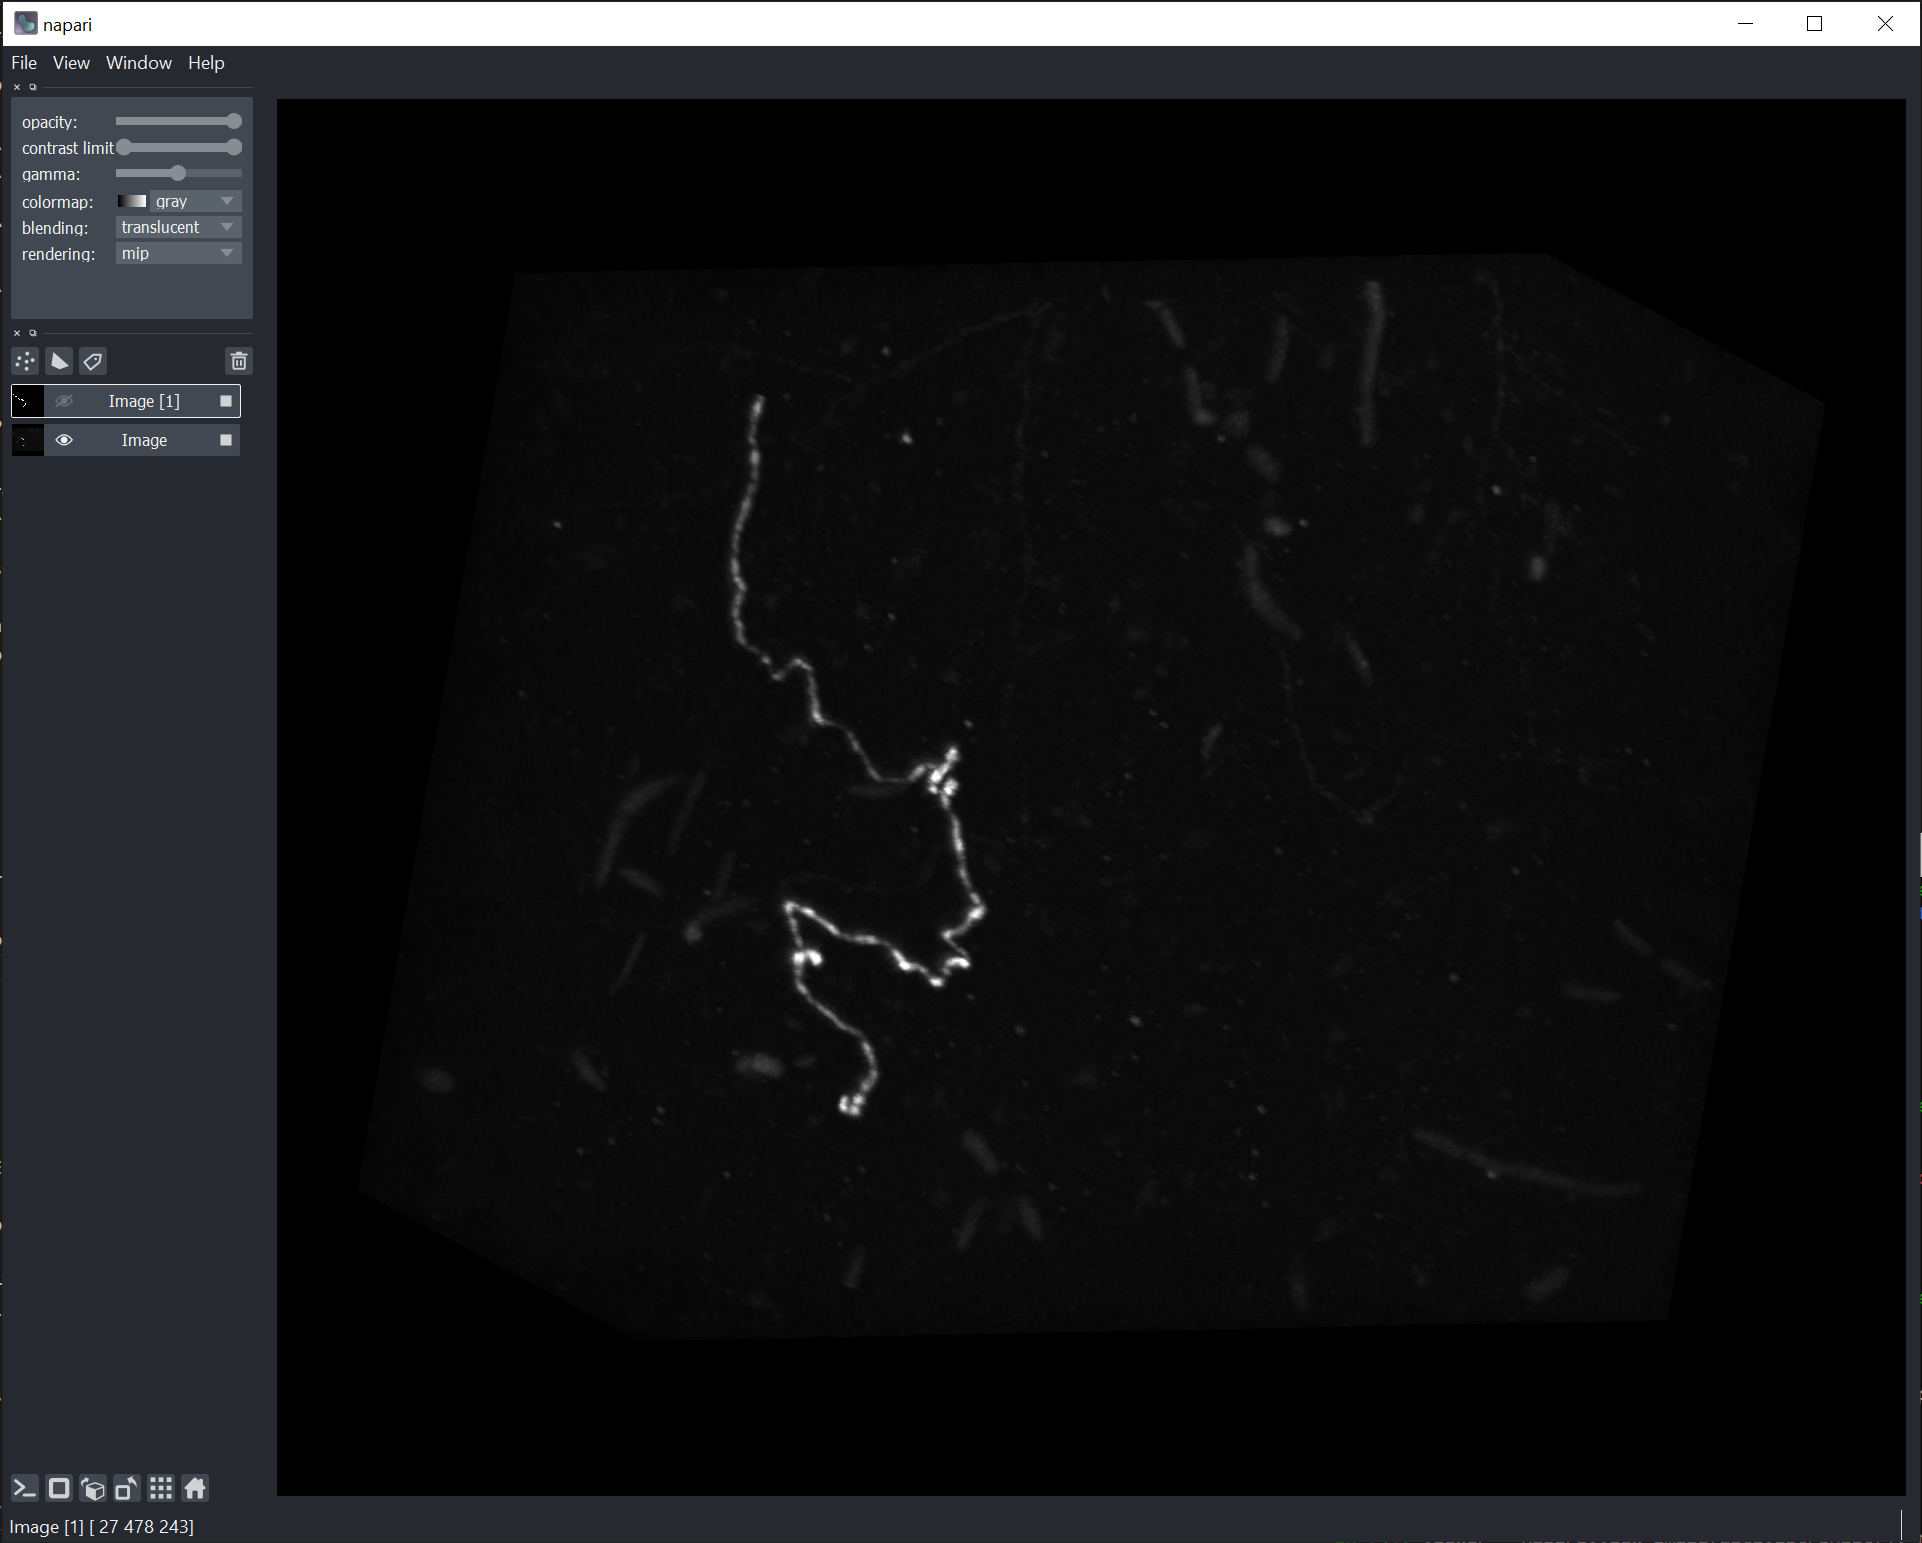 napari
File View Window Help
opacity:
contrast limit
gamma:
colormap: gray
blending: translucent
rendering: mip
Image [1]
Image
Image [1] [ 27 478 243]